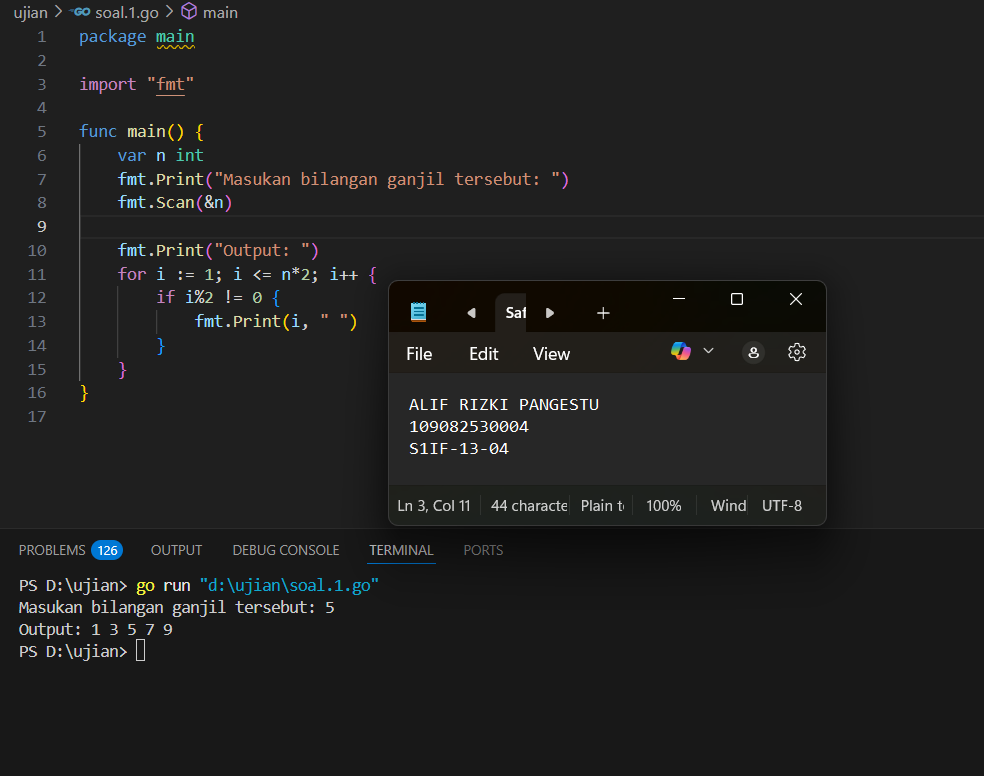 ujian > GO soal.1.go > main
1 package main
2
3 import "fmt"
4
5 func main() {
6 var n int
7 fmt.Print("Masukan bilangan ganjil tersebut: ")
8 fmt.Scan(&n)
9
10 fmt.Print("Output: ")
11 for i := 1; i <= n*2; i++ {
12 if i%2 != 0 {
13 fmt.Print(i, " ")
14 }
15 }
16 }
17
Saf
File Edit View
ALIF RIZKI PANGESTU
109082530004
S1IF-13-04
Ln 3, Col 11 44 characte Plain t 100% Wind UTF-8
PROBLEMS 126 OUTPUT DEBUG CONSOLE TERMINAL PORTS
PS D:\ujian> go run "d:\ujian\soal.1.go"
Masukan bilangan ganjil tersebut: 5
Output: 1 3 5 7 9
PS D:\ujian>